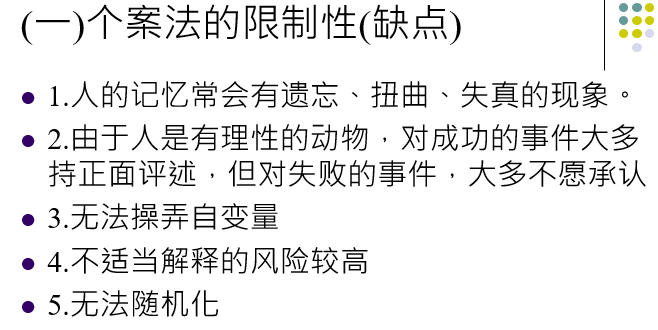 (一)个案法的限制性(缺点)
1.人的记忆常会有遗忘、扭曲、失真的现象。
2.由于人是有理性的动物，对成功的事件大多
持正面评述，但对失败的事件，大多不愿承认
3.无法操弄自变量
4.不适当解释的风险较高
5.无法随机化